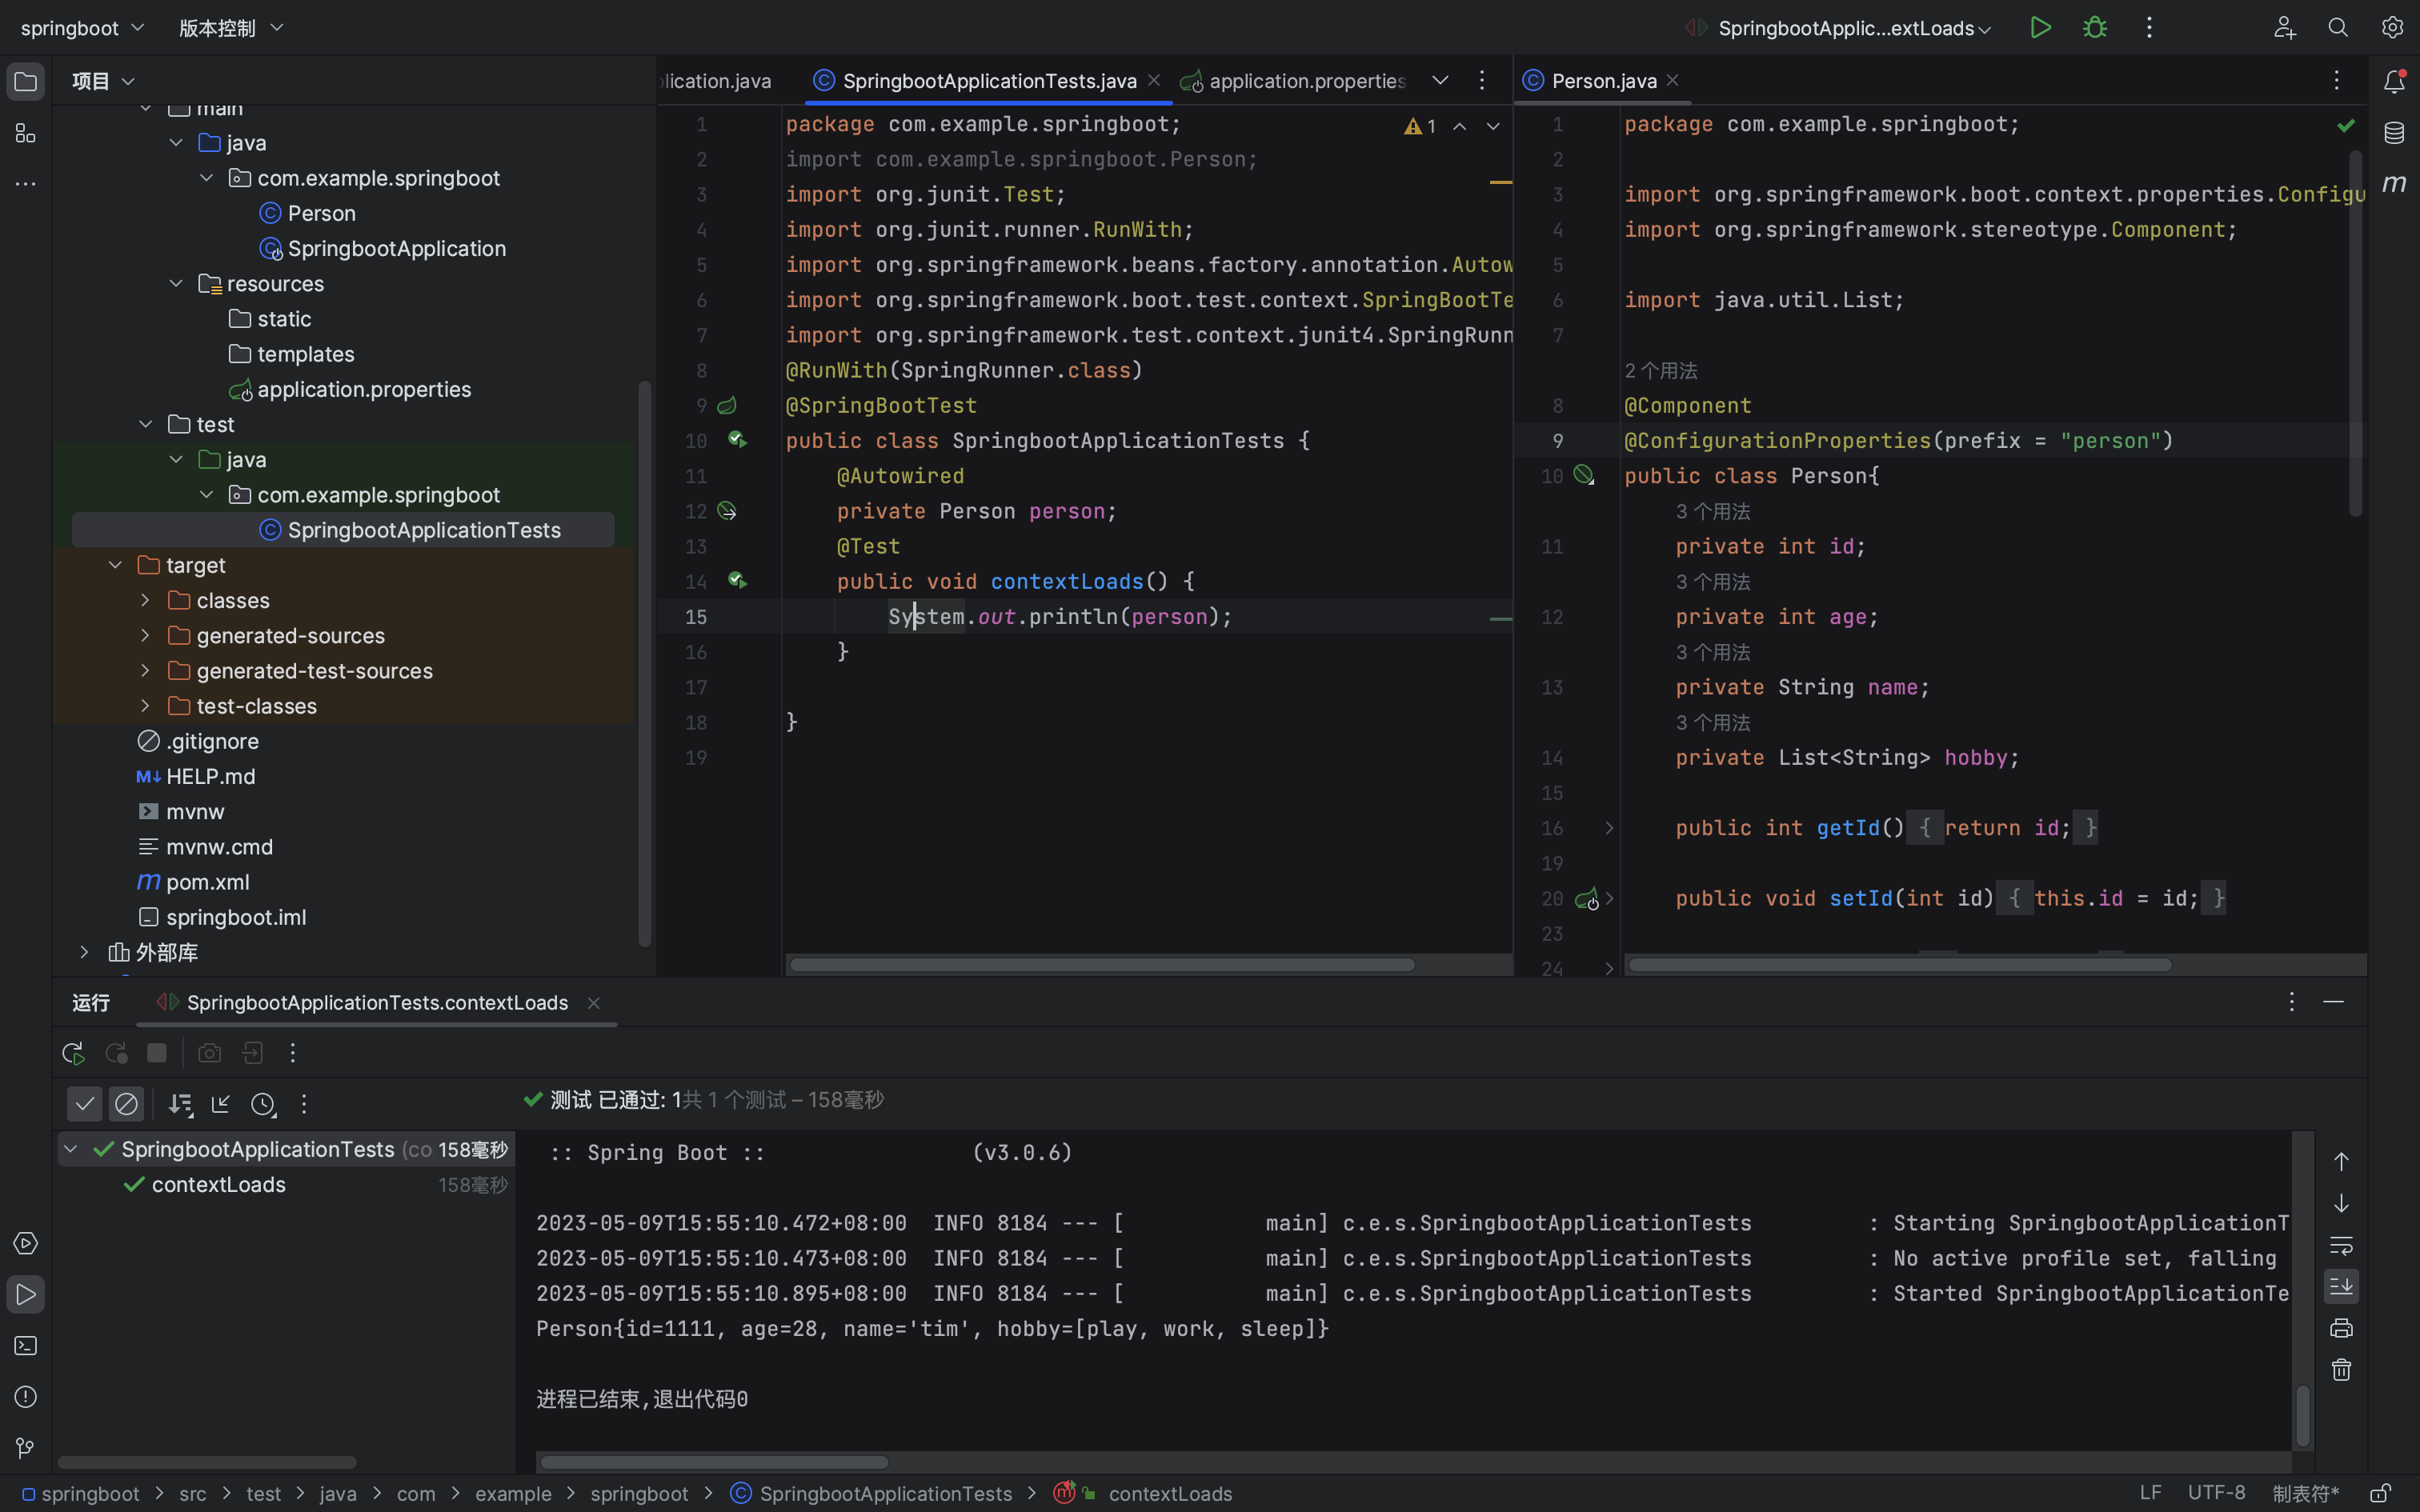 springboot
版本控制
SpringbootApplic...extLoads
项目
main
java
com.example.springboot
Person
SpringbootApplication
resources
static
templates
application.properties
test
java
com.example.springboot
SpringbootApplicationTests
target
classes
generated-sources
generated-test-sources
test-classes
.gitignore
M↓ HELP.md
mvnw
mvnw.cmd
m pom.xml
springboot.iml
外部库
lication.java
SpringbootApplicationTests.java
application.properties
1 package com.example.springboot;
2 import com.example.springboot.Person;
3 import org.junit.Test;
4 import org.junit.runner.RunWith;
5 import org.springframework.beans.factory.annotation.Autow
6 import org.springframework.boot.test.context.SpringBootTe
7 import org.springframework.test.context.junit4.SpringRunn
8 @RunWith(SpringRunner.class)
9 @SpringBootTest
10 public class SpringbootApplicationTests {
11 @Autowired
12 private Person person;
13 @Test
14 public void contextLoads() {
15 System.out.println(person);
16 }
17
18 }
19
1
Person.java
1 package com.example.springboot;
2
3 import org.springframework.boot.context.properties.Configu
4 import org.springframework.stereotype.Component;
5
6 import java.util.List;
7
2 个用法
8 @Component
9 @ConfigurationProperties(prefix = "person")
10 public class Person{
3 个用法
11 private int id;
3 个用法
12 private int age;
3 个用法
13 private String name;
3 个用法
14 private List<String> hobby;
15
16 public int getId() { return id; }
19
20 public void setId(int id) { this.id = id; }
23
24
m
运行
SpringbootApplicationTests.contextLoads
测试 已通过: 1共 1 个测试 – 158毫秒
SpringbootApplicationTests (co 158毫秒
contextLoads 158毫秒
:: Spring Boot :: (v3.0.6)
2023-05-09T15:55:10.472+08:00 INFO 8184 --- [ main] c.e.s.SpringbootApplicationTests : Starting SpringbootApplicationT
2023-05-09T15:55:10.473+08:00 INFO 8184 --- [ main] c.e.s.SpringbootApplicationTests : No active profile set, falling
2023-05-09T15:55:10.895+08:00 INFO 8184 --- [ main] c.e.s.SpringbootApplicationTests : Started SpringbootApplicationTe
Person{id=1111, age=28, name='tim', hobby=[play, work, sleep]}
进程已结束,退出代码0
springboot > src > test > java > com > example > springboot > SpringbootApplicationTests > contextLoads
LF UTF-8 制表符*